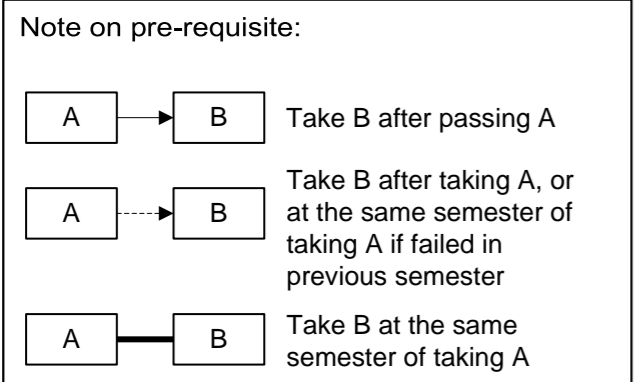 Note on pre-requisite:
A B Take B after passing A
A B Take B after taking A, or
at the same semester of
taking A if failed in
previous semester
A B Take B at the same
semester of taking A